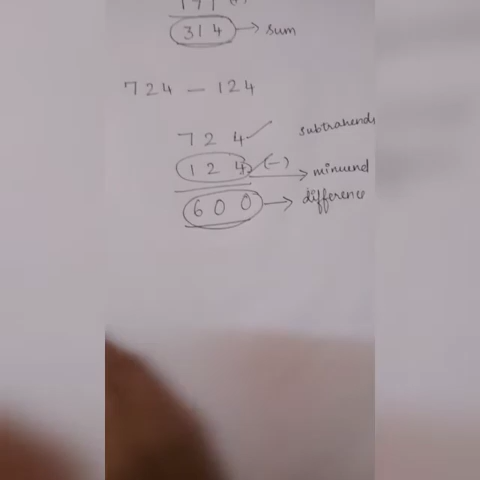 314 → sum
724 — 124
724 ✓ subtrahend
124 (-) → minuend
600 → difference